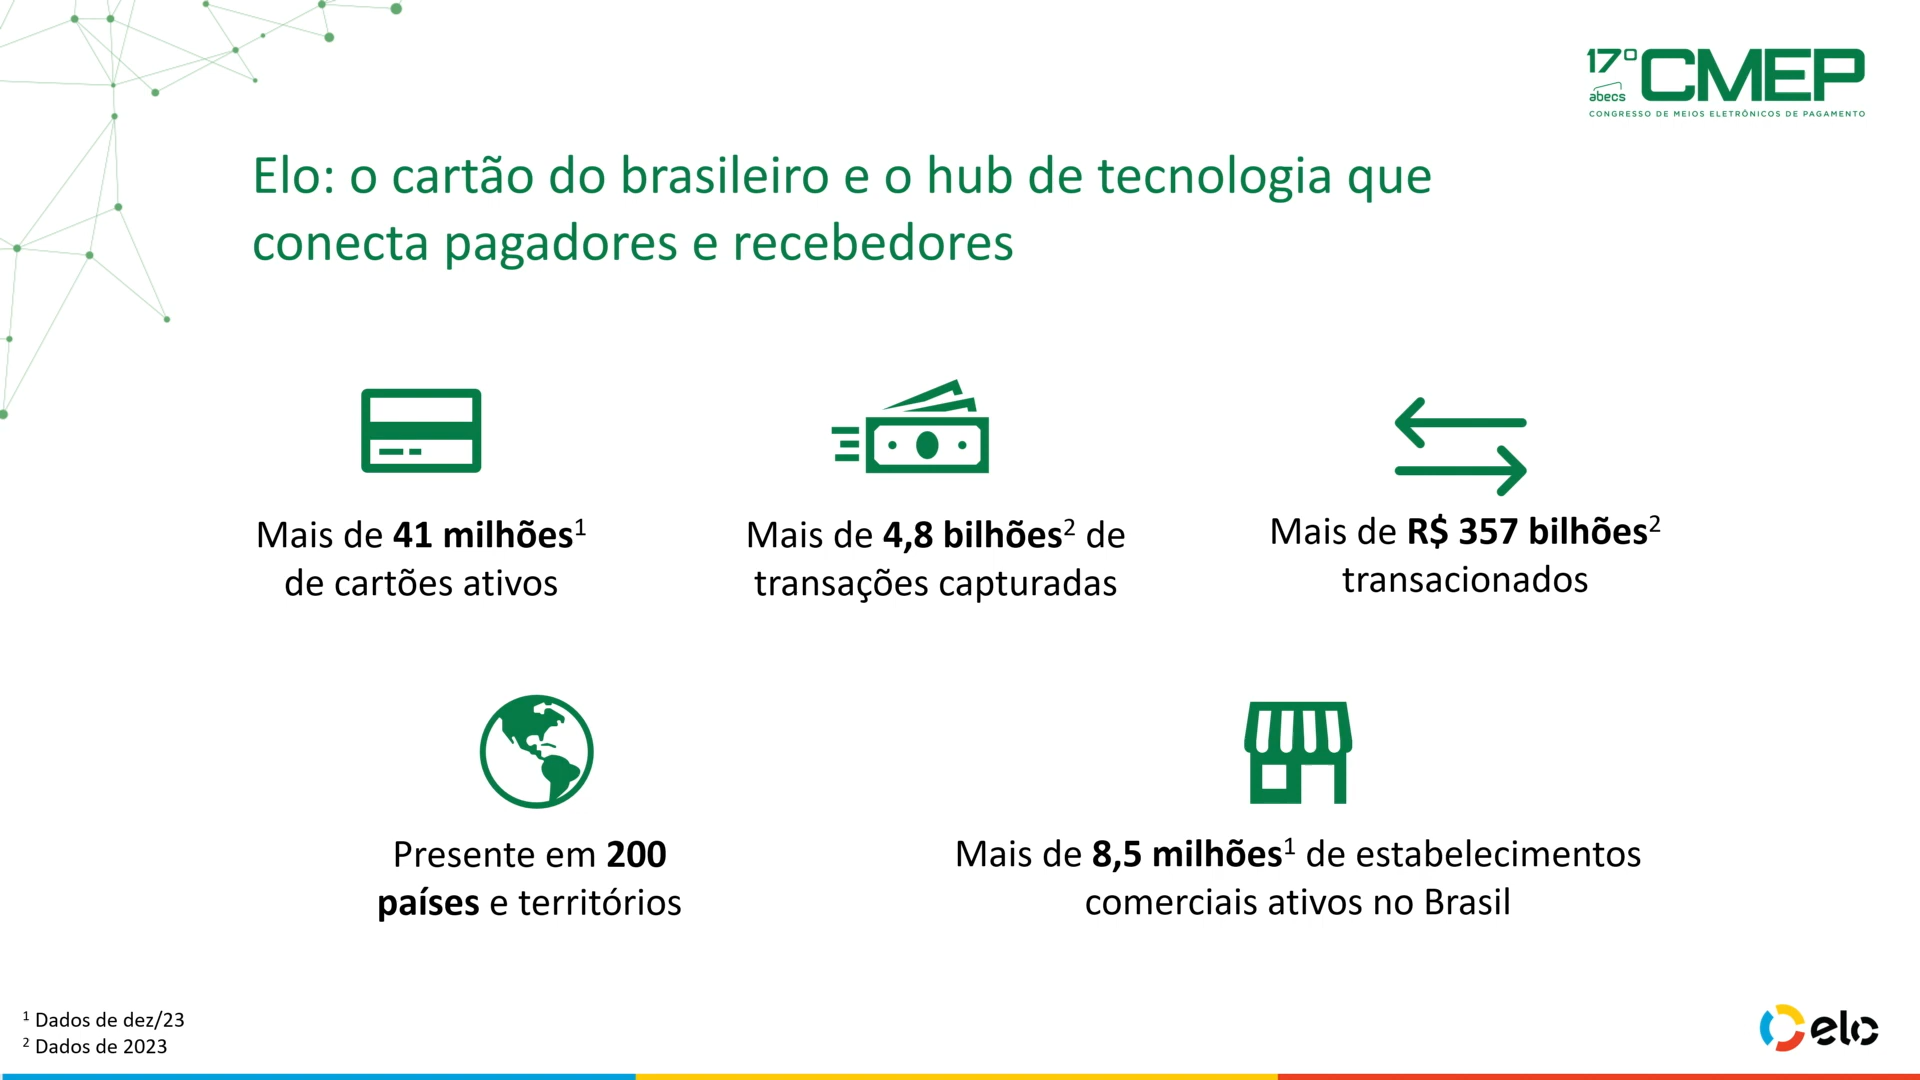 17º CMEP
abecs
CONGRESSO DE MEIOS ELETRÔNICOS DE PAGAMENTO
Elo: o cartão do brasileiro e o hub de tecnologia que
conecta pagadores e recebedores
Mais de 41 milhões¹
de cartões ativos
Mais de 4,8 bilhões² de
transações capturadas
Mais de R$ 357 bilhões²
transacionados
Presente em 200
países e territórios
Mais de 8,5 milhões¹ de estabelecimentos
comerciais ativos no Brasil
¹ Dados de dez/23
² Dados de 2023
elo